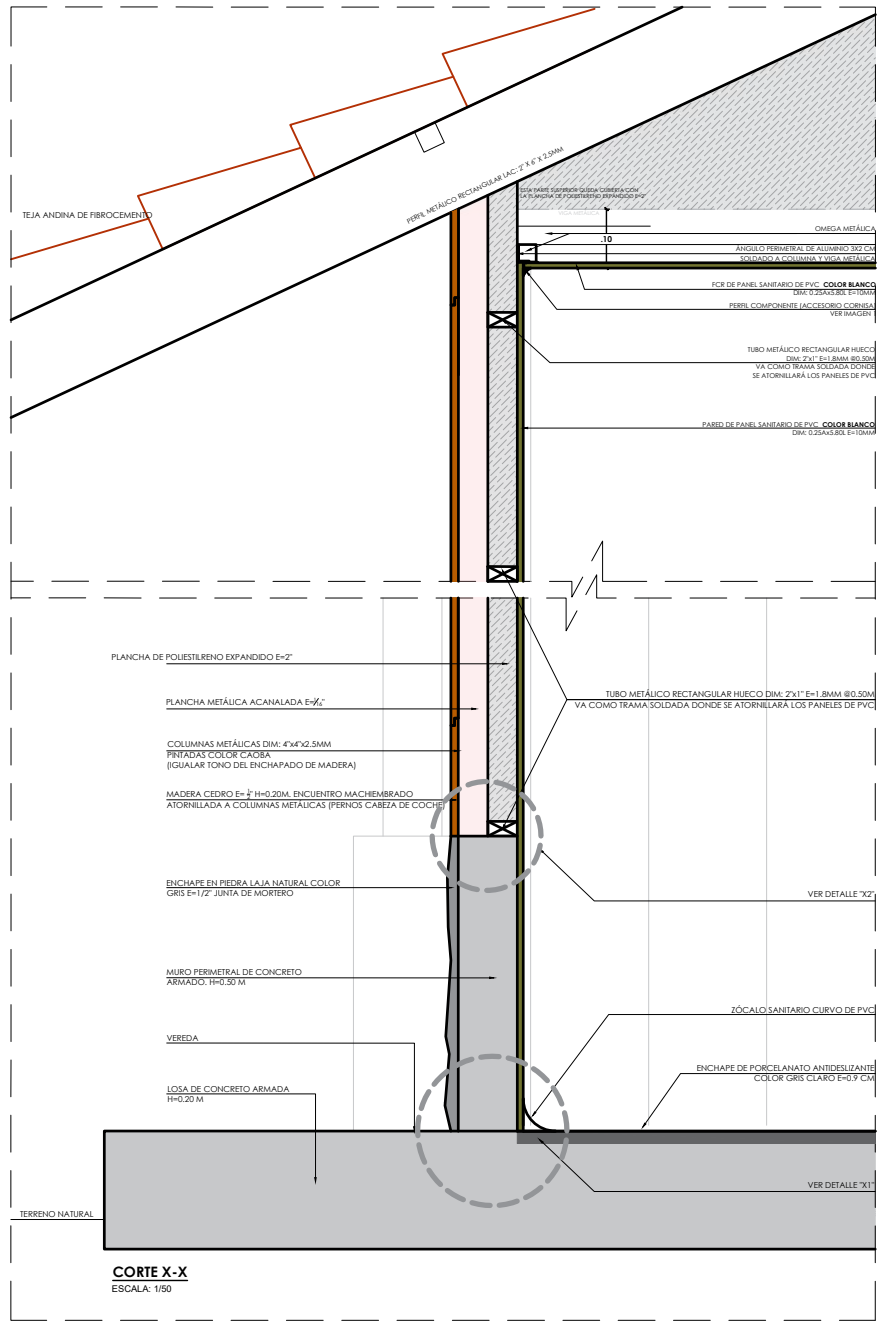 TEJA ANDINA DE FIBROCEMENTO
PERFIL METÁLICO RECTANGULAR LAC: 2" X 6" X 2.5MM
ESTA PARTE SUPERIOR QUEDA CUBIERTA CON
LA PLANCHA DE POLIESTIRENO EXPANDIDO E=2"
VIGA METÁLICA
.10
OMEGA METÁLICA
ÁNGULO PERIMETRAL DE ALUMINIO 3X2 CM
SOLDADO A COLUMNA Y VIGA METÁLICA
FCR DE PANEL SANITARIO DE PVC COLOR BLANCO
DIM: 0.25Ax5.80L E=10MM
PERFIL COMPONENTE (ACCESORIO CORNISA)
VER IMAGEN 1
TUBO METÁLICO RECTANGULAR HUECO
DIM: 2"x1" E=1.8MM @0.50M
VA COMO TRAMA SOLDADA DONDE
SE ATORNILLARÁ LOS PANELES DE PVC
PARED DE PANEL SANITARIO DE PVC COLOR BLANCO
DIM: 0.25Ax5.80L E=10MM
PLANCHA DE POLIESTILRENO EXPANDIDO E=2"
TUBO METÁLICO RECTANGULAR HUECO DIM: 2"x1" E=1.8MM @0.50M
VA COMO TRAMA SOLDADA DONDE SE ATORNILLARÁ LOS PANELES DE PVC
PLANCHA METÁLICA ACANALADA
COLUMNAS METÁLICAS DIM: 4"x4"x2.5MM
PINTADAS COLOR CAOBA
(IGUALAR TONO DEL ENCHAPADO DE MADERA)
MADERA CEDRO E= ½" H=0.20M. ENCUENTRO MACHIEMBRADO
ATORNILLADA A COLUMNAS METÁLICAS (PERNOS CABEZA DE COCHE)
ENCHAPE EN PIEDRA LAJA NATURAL COLOR
GRIS E=1/2" JUNTA DE MORTERO
VER DETALLE "X2"
MURO PERIMETRAL DE CONCRETO
ARMADO. H=0.50 M
ZÓCALO SANITARIO CURVO DE PVC
VEREDA
ENCHAPE DE PORCELANATO ANTIDESLIZANTE
COLOR GRIS CLARO E=0.9 CM
LOSA DE CONCRETO ARMADA
H=0.20 M
VER DETALLE "X1"
TERRENO NATURAL
CORTE X-X
ESCALA: 1/50